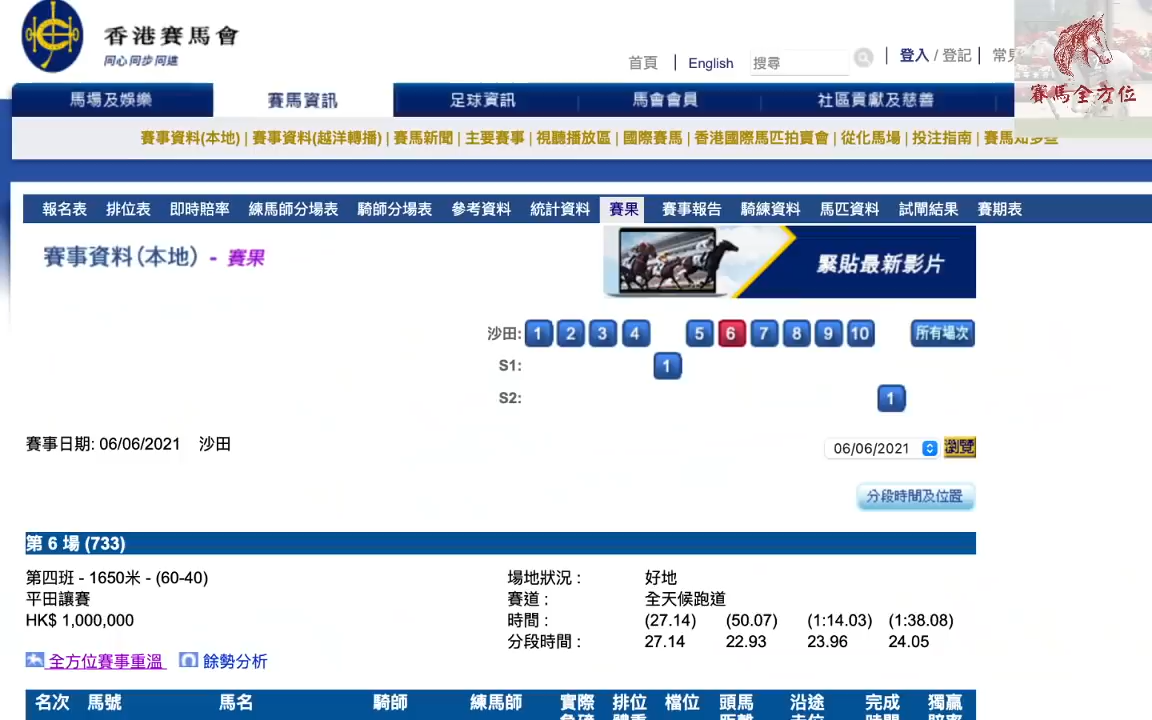 香港賽馬會
同心同步同進
首頁 | English 搜尋 | 登入 / 登記 | 常見
賽馬全方位
馬場及娛樂 賽馬資訊 足球資訊 馬會會員 社區貢獻及慈善
賽事資料(本地) | 賽事資料(越洋轉播) | 賽馬新聞 | 主要賽事 | 視聽播放區 | 國際賽馬 | 香港國際馬匹拍賣會 | 從化馬場 | 投注指南 | 賽馬知多些
報名表 排位表 即時賠率 練馬師分場表 騎師分場表 參考資料 統計資料 賽果 賽事報告 騎練資料 馬匹資料 試閘結果 賽期表
賽事資料(本地) - 賽果
緊貼最新影片
沙田: 1 2 3 4 5 6 7 8 9 10 所有場次
S1: 1
S2: 1
賽事日期: 06/06/2021 沙田
06/06/2021 瀏覽
分段時間及位置
第 6 場 (733)
第四班 - 1650米 - (60-40) 場地狀況 : 好地
平田讓賽 賽道 : 全天候跑道
HK$ 1,000,000 時間 : (27.14) (50.07) (1:14.03) (1:38.08)
分段時間 : 27.14 22.93 23.96 24.05
全方位賽事重溫 餘勢分析
名次 馬號 馬名 騎師 練馬師 實際 排位 檔位 頭馬 沿途 完成 獨贏